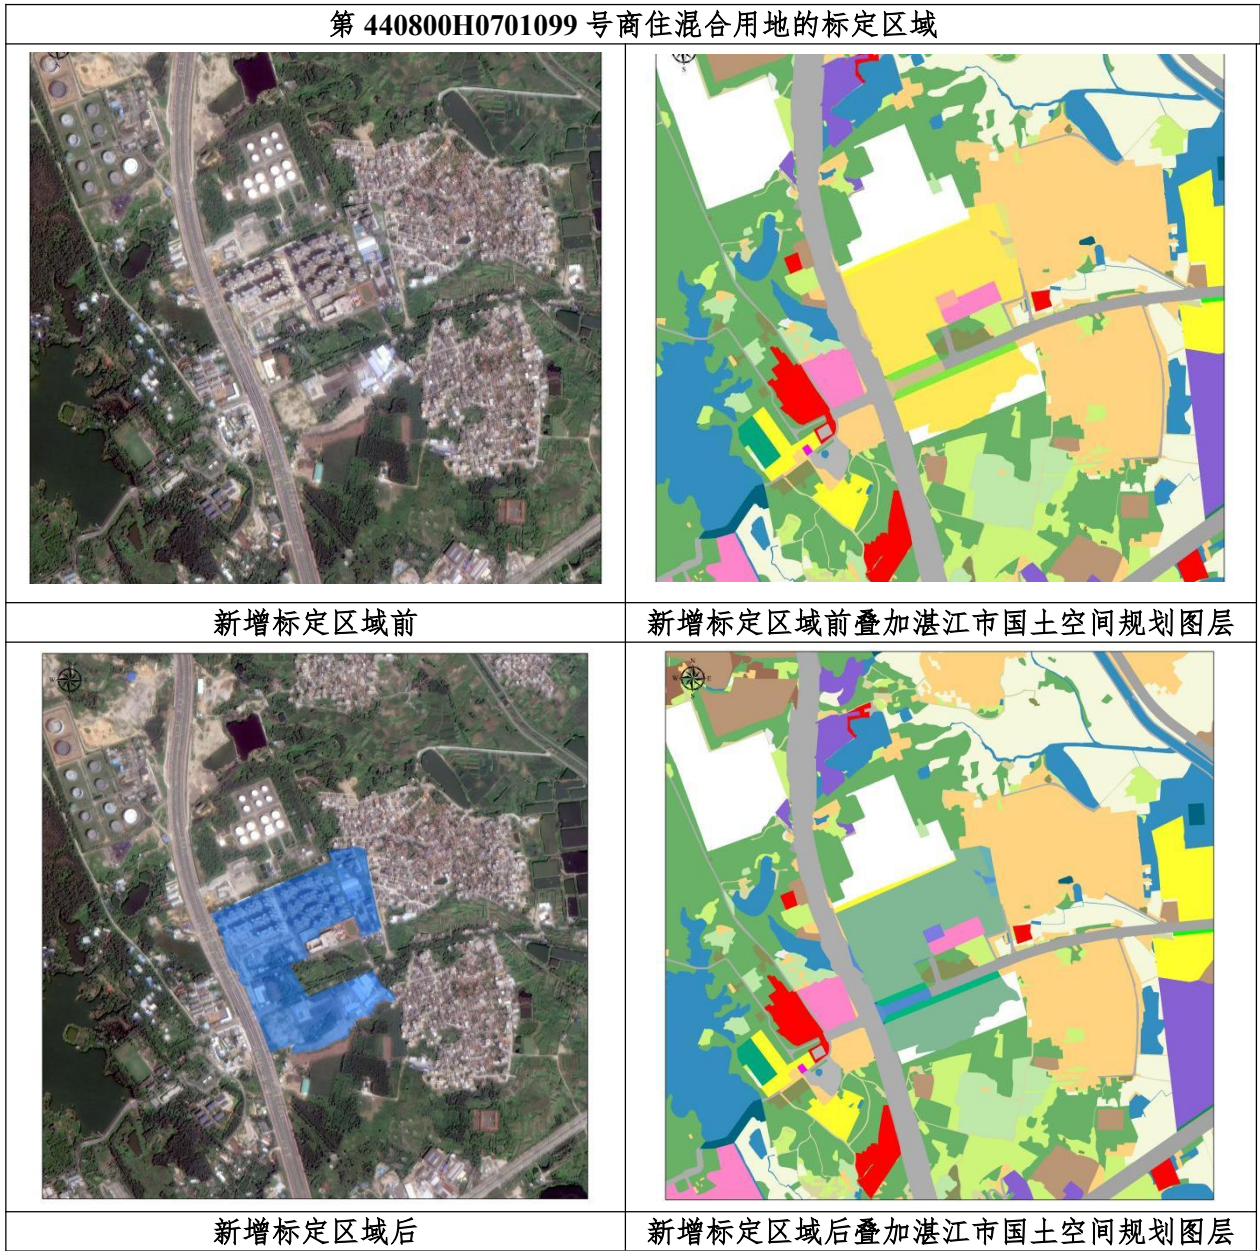 第 440800H0701099 号商住混合用地的标定区域
新增标定区域前
新增标定区域前叠加湛江市国土空间规划图层
新增标定区域后
新增标定区域后叠加湛江市国土空间规划图层